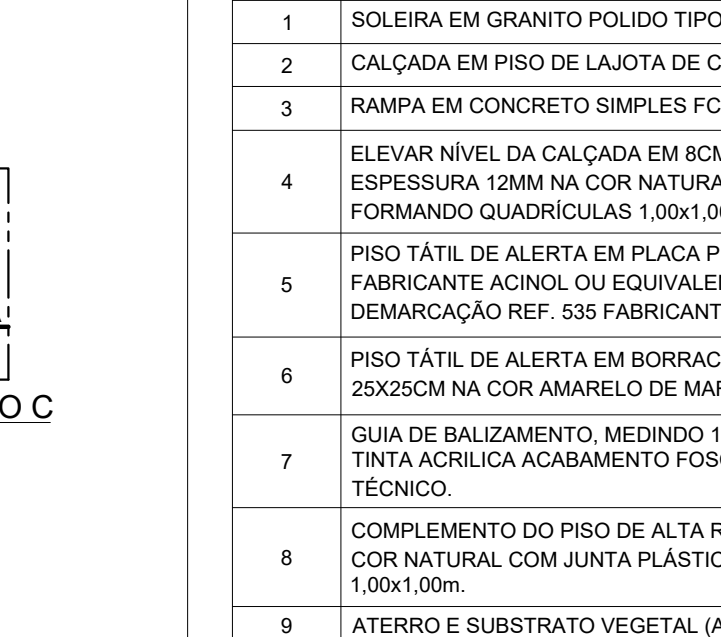 O C
1 SOLEIRA EM GRANITO POLIDO TIPO
2 CALÇADA EM PISO DE LAJOTA DE C
3 RAMPA EM CONCRETO SIMPLES FC
4 ELEVAR NÍVEL DA CALÇADA EM 8CM
ESPESSURA 12MM NA COR NATURA
FORMANDO QUADRÍCULAS 1,00x1,00
5 PISO TÁTIL DE ALERTA EM PLACA P
FABRICANTE ACINOL OU EQUIVALE
DEMARCAÇÃO REF. 535 FABRICANT
6 PISO TÁTIL DE ALERTA EM BORRAC
25X25CM NA COR AMARELO DE MA
7 GUIA DE BALIZAMENTO, MEDINDO 1
TINTA ACRILICA ACABAMENTO FOS
TÉCNICO.
8 COMPLEMENTO DO PISO DE ALTA R
COR NATURAL COM JUNTA PLÁSTIC
1,00x1,00m.
9 ATERRO E SUBSTRATO VEGETAL (A